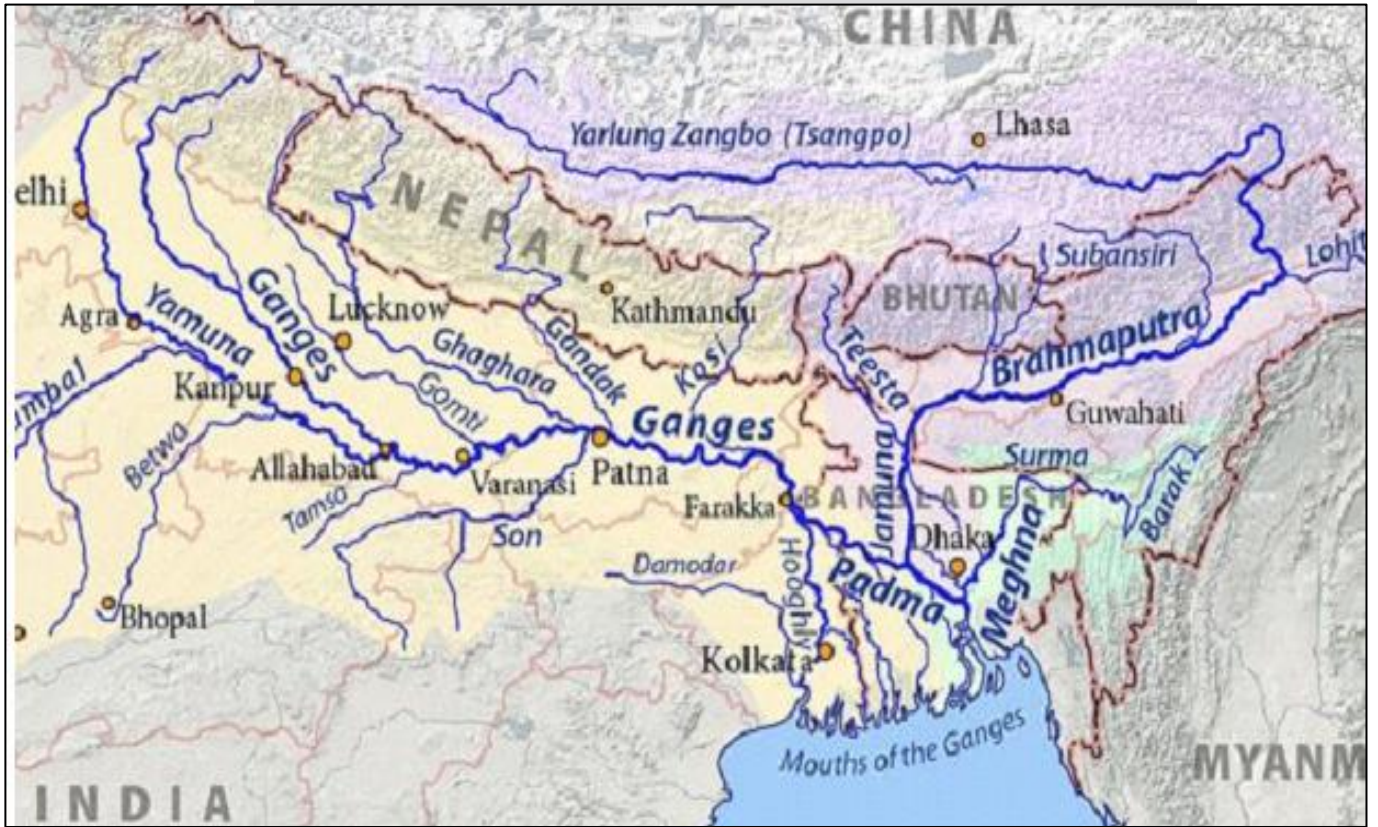 CHINA
Yarlung Zangbo (Tsangpo)
Lhasa
elhi
NEPAL
Subansiri
Lohit
BHUTAN
Kathmandu
Agra
Yamuna
Ganges
Lucknow
Ghaghara
Gandak
Kosi
Teesta
Brahmaputra
Kanpur
Gomti
Guwahati
umbal
Betwa
Ganges
Jamuna
Surma
Allahabad
Varanasi
Patna
Tamsa
Farakka
BANGLADESH
Barak
Son
Dhaka
Hooghly
Damodar
Padma
Meghna
Bhopal
Kolkata
Mouths of the Ganges
INDIA
MYANM